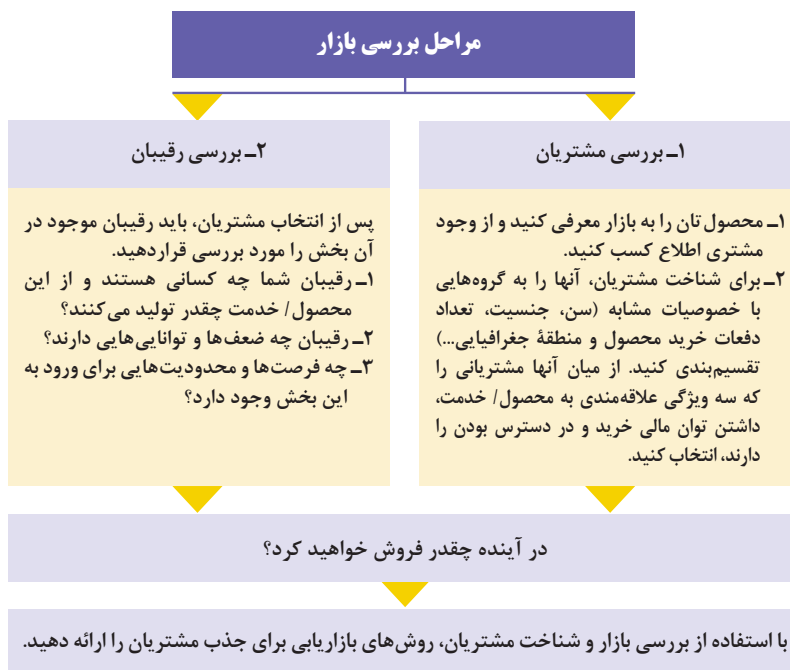 مراحل بررسی بازار
۱ـ بررسی مشتریان
۱ـ محصول تان را به بازار معرفی کنید و از وجود
مشتری اطلاع کسب کنید.
۲ـ برای شناخت مشتریان، آنها را به گروه‌هایی
با خصوصیات مشابه (سن، جنسیت، تعداد
دفعات خرید محصول و منطقۀ جغرافیایی...)
تقسیم‌بندی کنید. از میان آنها مشتریانی را
که سه ویژگی علاقه‌مندی به محصول/ خدمت،
داشتن توان مالی خرید و در دسترس بودن را
دارند، انتخاب کنید.
۲ـ بررسی رقیبان
پس از انتخاب مشتریان، باید رقیبان موجود در
آن بخش را مورد بررسی قراردهید.
۱ـ رقیبان شما چه کسانی هستند و از این
محصول/ خدمت چقدر تولید می‌کنند؟
۲ـ رقیبان چه ضعف‌ها و توانایی‌هایی دارند؟
۳ـ چه فرصت‌ها و محدودیت‌هایی برای ورود به
این بخش وجود دارد؟
در آینده چقدر فروش خواهید کرد؟
با استفاده از بررسی بازار و شناخت مشتریان، روش‌های بازاریابی برای جذب مشتریان را ارائه دهید.